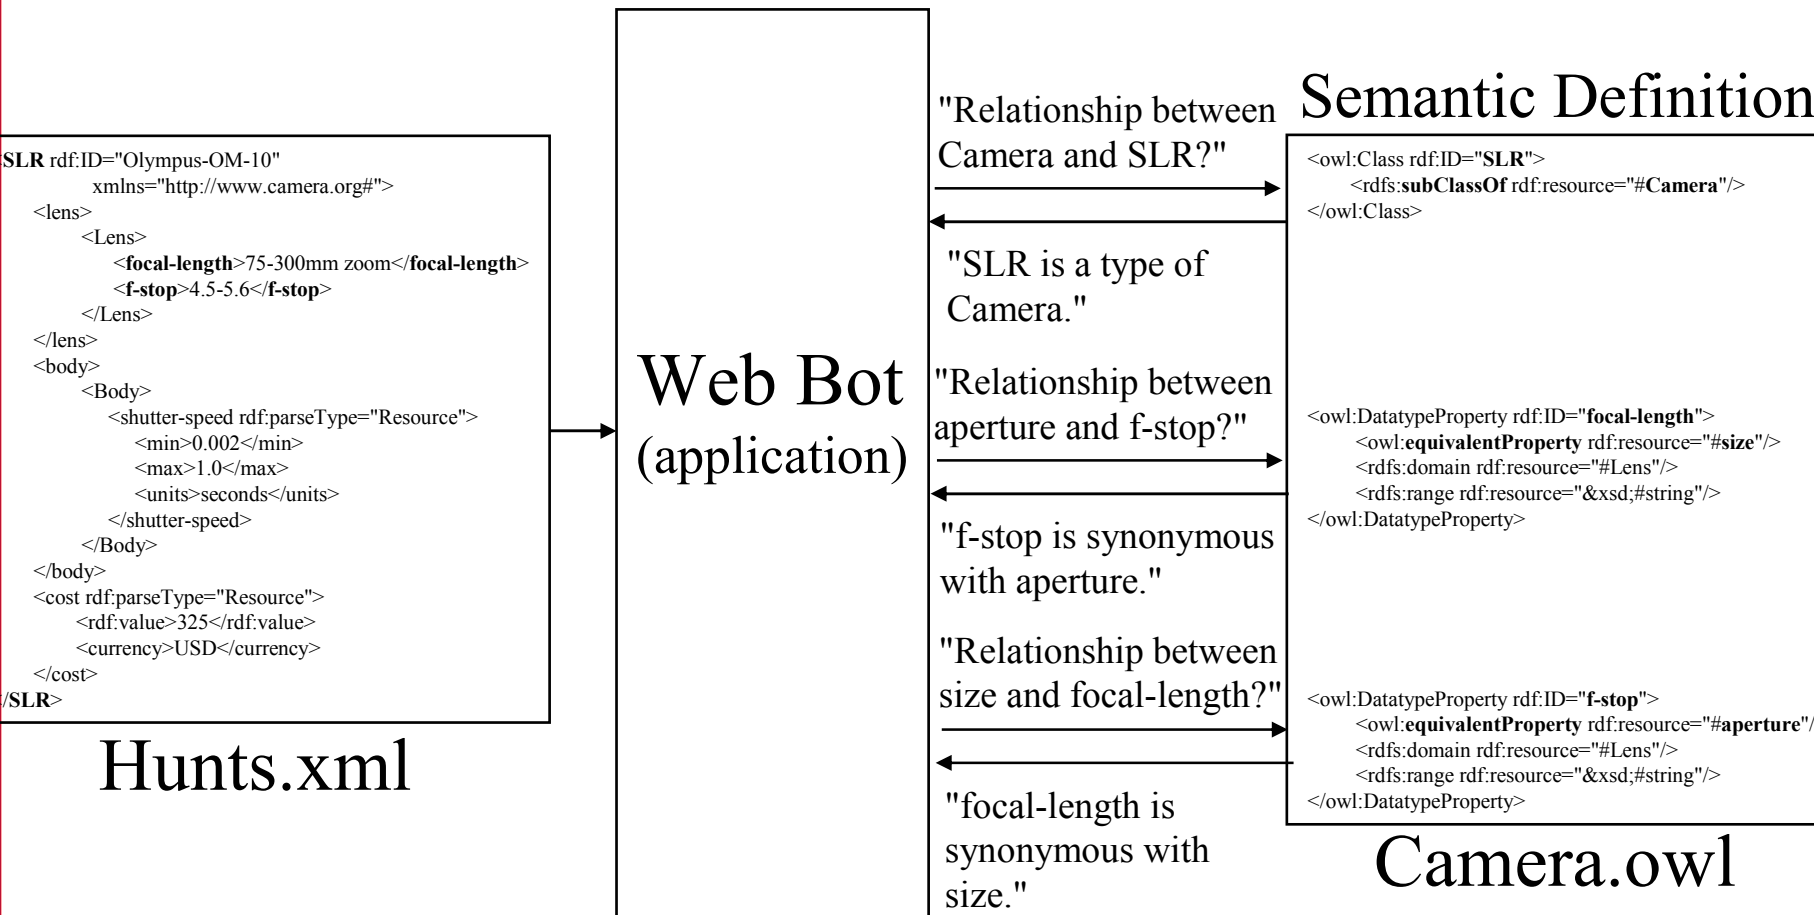 SLR rdf:ID="Olympus-OM-10"
xmlns="http://www.camera.org#">
<lens>
<Lens>
<focal-length>75-300mm zoom</focal-length>
<f-stop>4.5-5.6</f-stop>
</Lens>
</lens>
<body>
<Body>
<shutter-speed rdf:parseType="Resource">
<min>0.002</min>
<max>1.0</max>
<units>seconds</units>
</shutter-speed>
</Body>
</body>
<cost rdf:parseType="Resource">
<rdf:value>325</rdf:value>
<currency>USD</currency>
</cost>
/SLR>
Hunts.xml
Web Bot
(application)
"Relationship between
Camera and SLR?"
"SLR is a type of
Camera."
"Relationship between
aperture and f-stop?"
"f-stop is synonymous
with aperture."
"Relationship between
size and focal-length?"
"focal-length is
synonymous with
size."
Semantic Definition
<owl:Class rdf:ID="SLR">
<rdfs:subClassOf rdf:resource="#Camera"/>
</owl:Class>
<owl:DatatypeProperty rdf:ID="focal-length">
<owl:equivalentProperty rdf:resource="#size"/>
<rdfs:domain rdf:resource="#Lens"/>
<rdfs:range rdf:resource="&xsd;#string"/>
</owl:DatatypeProperty>
<owl:DatatypeProperty rdf:ID="f-stop">
<owl:equivalentProperty rdf:resource="#aperture"/
<rdfs:domain rdf:resource="#Lens"/>
<rdfs:range rdf:resource="&xsd;#string"/>
</owl:DatatypeProperty>
Camera.owl